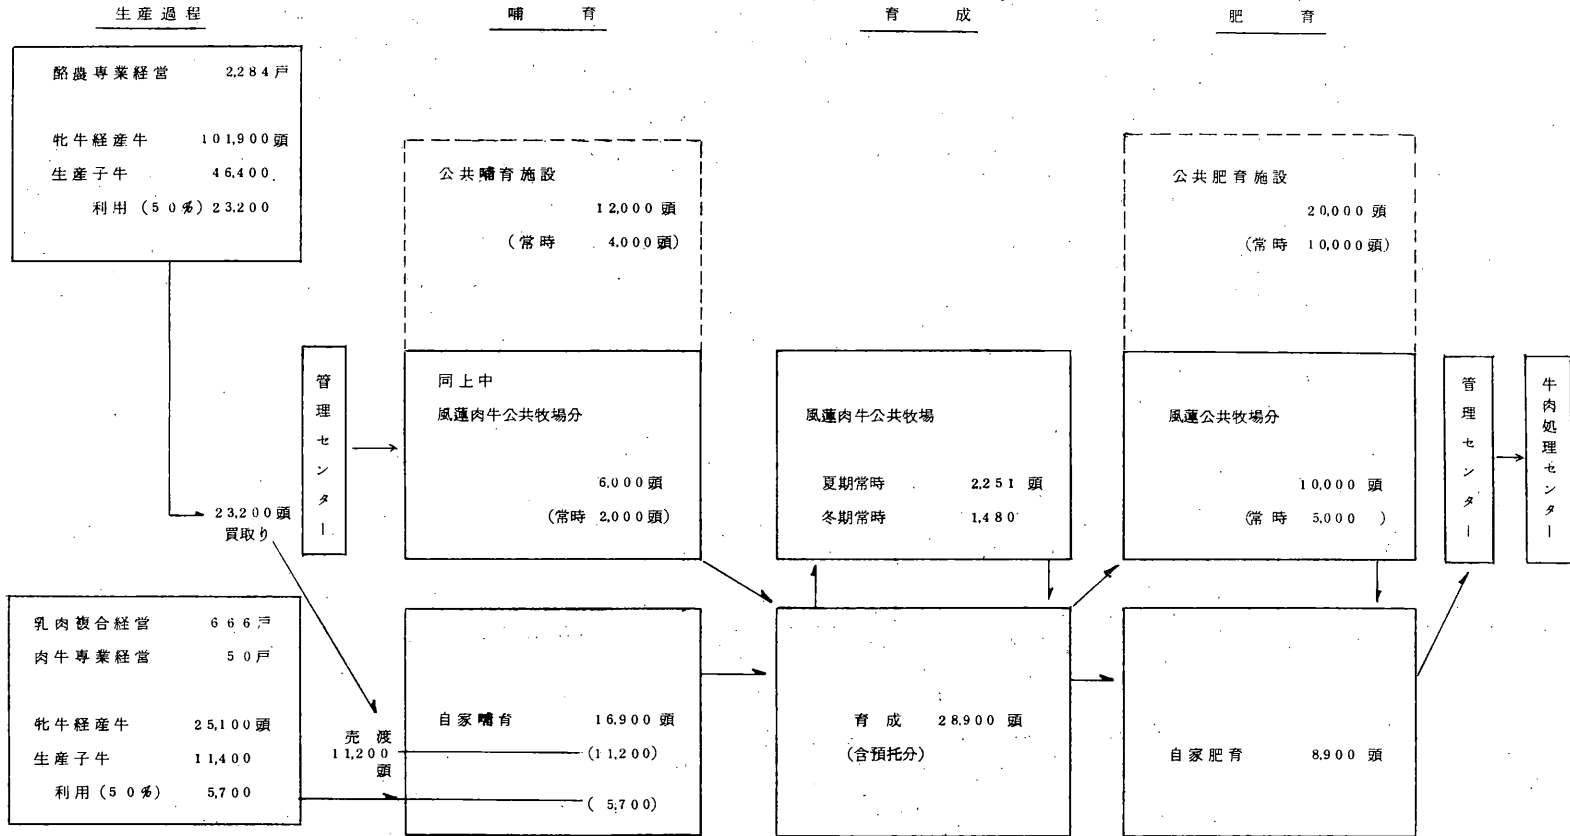 生産過程
哺育
育成
肥育
酪農専業経営 2,284戸
牝牛経産牛 101,900頭
生産子牛 46,400
利用(50%)23,200
公共哺育施設
12,000頭
(常時 4,000頭)
公共肥育施設
20,000頭
(常時 10,000頭)
管理センター
同上中
風蓮肉牛公共牧場分
6,000頭
(常時 2,000頭)
風蓮肉牛公共牧場
夏期常時 2,251頭
冬期常時 1,480
風蓮公共牧場分
10,000頭
(常時 5,000 )
管理センター
牛肉処理センター
23,200頭
買取り
乳肉複合経営 666戸
肉牛専業経営 50戸
牝牛経産牛 25,100頭
生産子牛 11,400
利用(50%) 5,700
売渡
11,200
頭
自家哺育 16,900頭
(11,200)
(5,700)
育成 28,900頭
(含預托分)
自家肥育 8,900頭